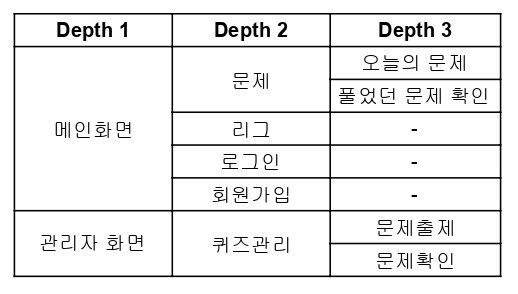 Depth 1 Depth 2 Depth 3
메인화면 문제 오늘의 문제
풀었던 문제 확인
리그 -
로그인 -
회원가입 -
관리자 화면 퀴즈관리 문제출제
문제확인